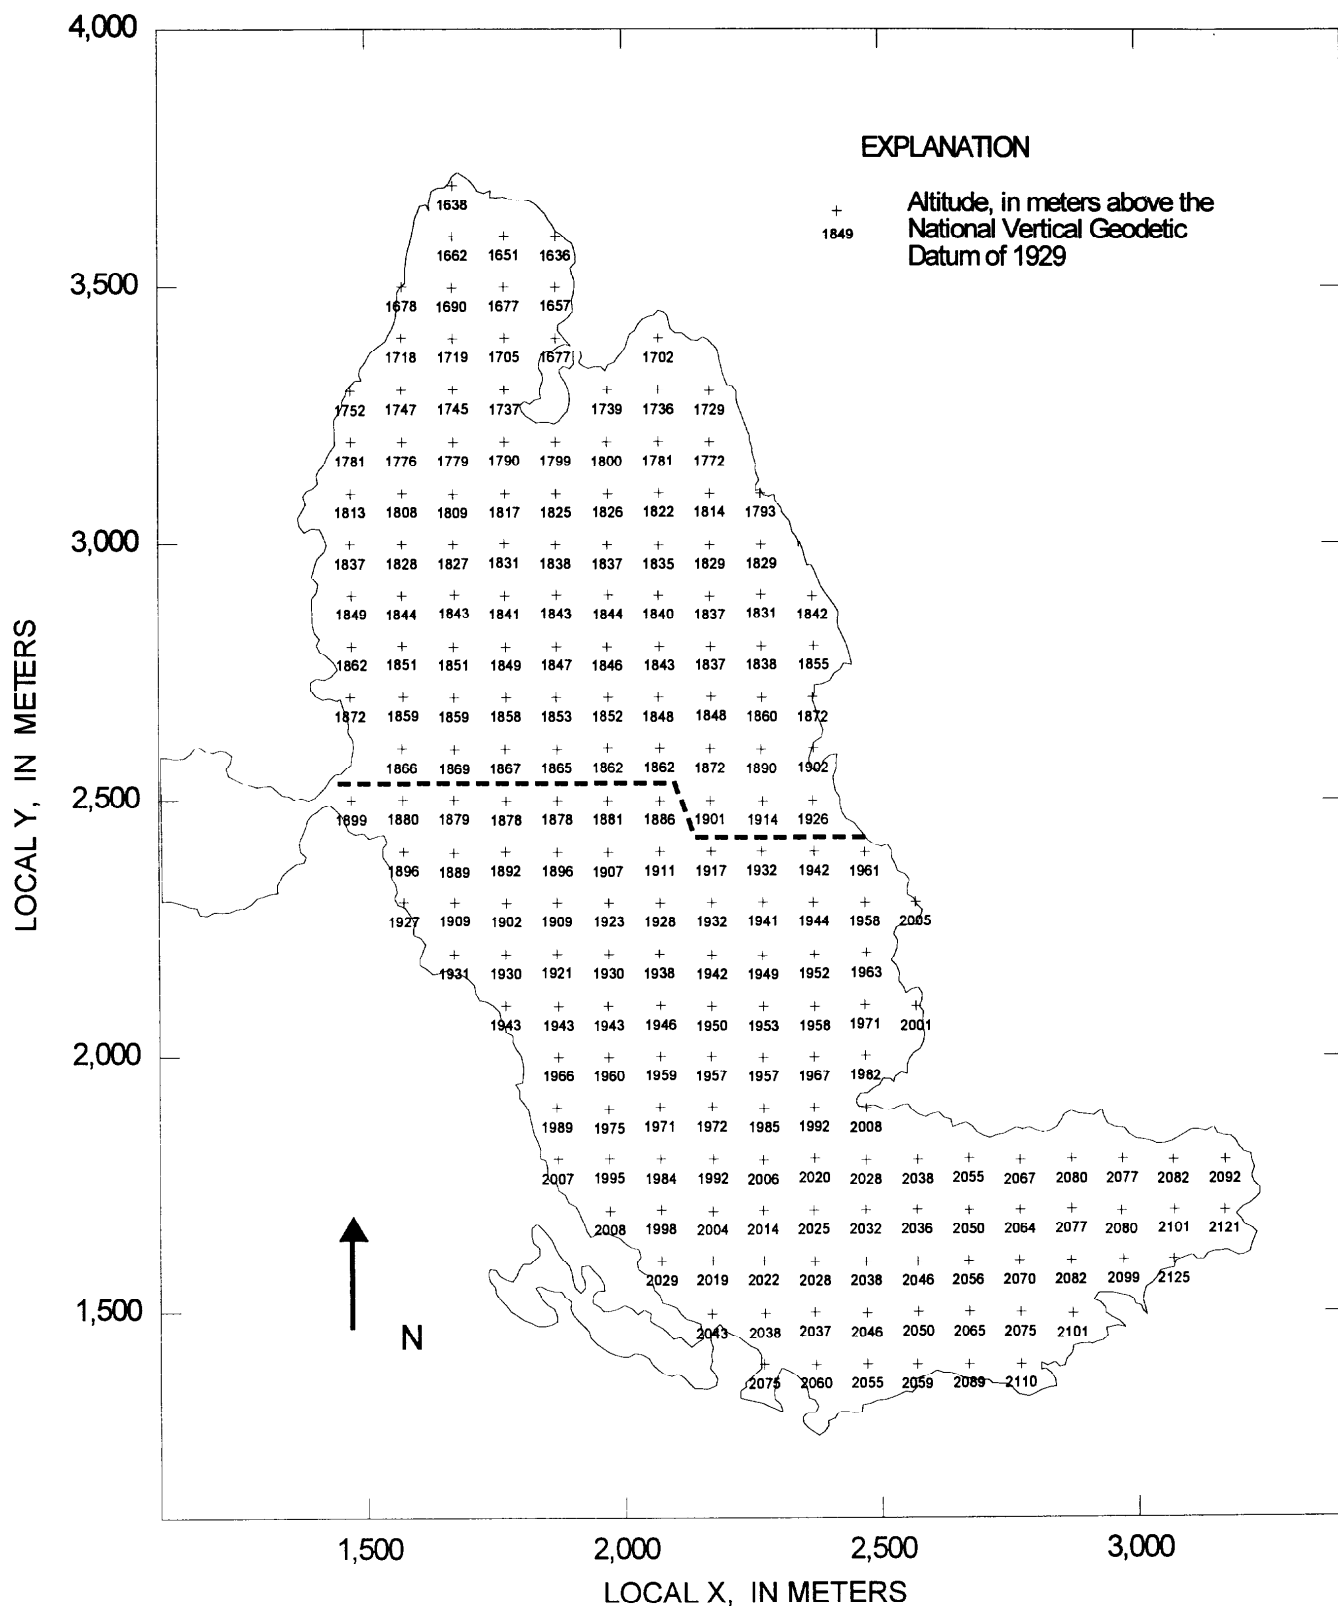 4,000
EXPLANATION
Altitude, in meters above the
1849 National Vertical Geodetic
Datum of 1929
1638
1662 1651 1636
3,500
1678 1690 1677 1657
1718 1719 1705 1677 1702
1752 1747 1745 1737 1739 1736 1729
1781 1776 1779 1790 1799 1800 1781 1772
1813 1808 1809 1817 1825 1826 1822 1814 1793
3,000
1837 1828 1827 1831 1838 1837 1835 1829 1829
1849 1844 1843 1841 1843 1844 1840 1837 1831 1842
1862 1851 1851 1849 1847 1846 1843 1837 1838 1855
1872 1859 1859 1858 1853 1852 1848 1848 1860 1872
1866 1869 1867 1865 1862 1862 1872 1890 1902
2,500
1899 1880 1879 1878 1878 1881 1886 1901 1914 1926
1896 1889 1892 1896 1907 1911 1917 1932 1942 1961
1927 1909 1902 1909 1923 1928 1932 1941 1944 1958 2005
1931 1930 1921 1930 1938 1942 1949 1952 1963
1943 1943 1943 1946 1950 1953 1958 1971 2001
2,000
1966 1960 1959 1957 1957 1967 1982
1989 1975 1971 1972 1985 1992 2008
2007 1995 1984 1992 2006 2020 2028 2038 2055 2067 2080 2077 2082 2092
2008 1998 2004 2014 2025 2032 2036 2050 2064 2077 2080 2101 2121
2029 2019 2022 2028 2038 2046 2056 2070 2082 2099 2125
1,500
2043 2038 2037 2046 2050 2065 2075 2101
N
2075 2060 2055 2059 2089 2110
LOCAL Y, IN METERS
1,500 2,000 2,500 3,000
LOCAL X, IN METERS